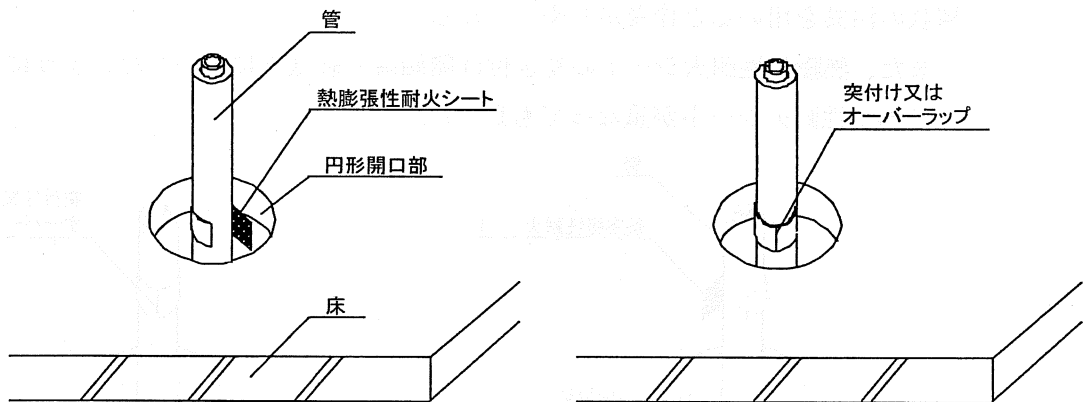 管
熱膨張性耐火シート
円形開口部
床
突付け又は
オーバーラップ